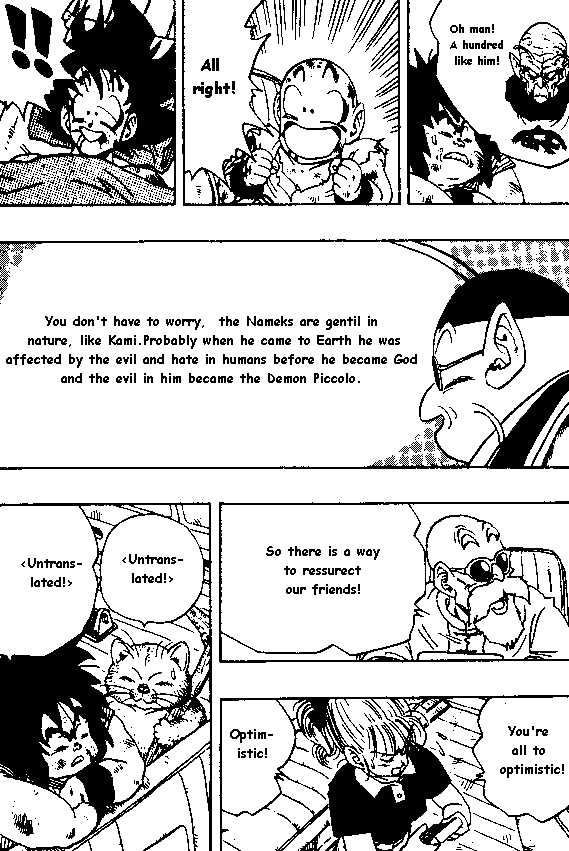 !!
All
right!
Oh man!
A hundred
like him!
You don't have to worry, the Nameks are gentil in
nature, like Kami.Probably when he came to Earth he was
affected by the evil and hate in humans before he became God
and the evil in him became the Demon Piccolo.
<Untrans-
lated!>
<Untrans-
lated!>
So there is a way
to ressurect
our friends!
Optim-
istic!
You're
all to
optimistic!